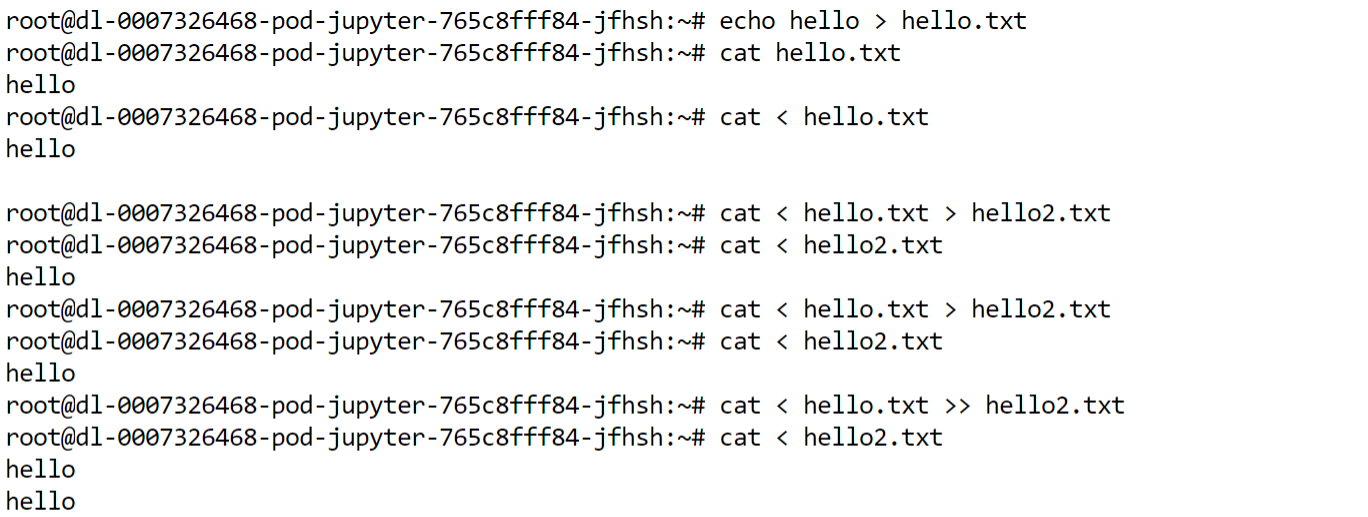 root@dl-0007326468-pod-jupyter-765c8fff84-jfhsh:~# echo hello > hello.txt
root@dl-0007326468-pod-jupyter-765c8fff84-jfhsh:~# cat hello.txt
hello
root@dl-0007326468-pod-jupyter-765c8fff84-jfhsh:~# cat < hello.txt
hello

root@dl-0007326468-pod-jupyter-765c8fff84-jfhsh:~# cat < hello.txt > hello2.txt
root@dl-0007326468-pod-jupyter-765c8fff84-jfhsh:~# cat < hello2.txt
hello
root@dl-0007326468-pod-jupyter-765c8fff84-jfhsh:~# cat < hello.txt > hello2.txt
root@dl-0007326468-pod-jupyter-765c8fff84-jfhsh:~# cat < hello2.txt
hello
root@dl-0007326468-pod-jupyter-765c8fff84-jfhsh:~# cat < hello.txt >> hello2.txt
root@dl-0007326468-pod-jupyter-765c8fff84-jfhsh:~# cat < hello2.txt
hello
hello